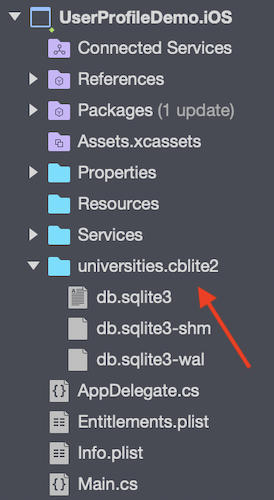 UserProfileDemo.iOS
Connected Services
References
Packages (1 update)
Assets.xcassets
Properties
Resources
Services
universities.cblite2
db.sqlite3
db.sqlite3-shm
db.sqlite3-wal
AppDelegate.cs
Entitlements.plist
Info.plist
Main.cs